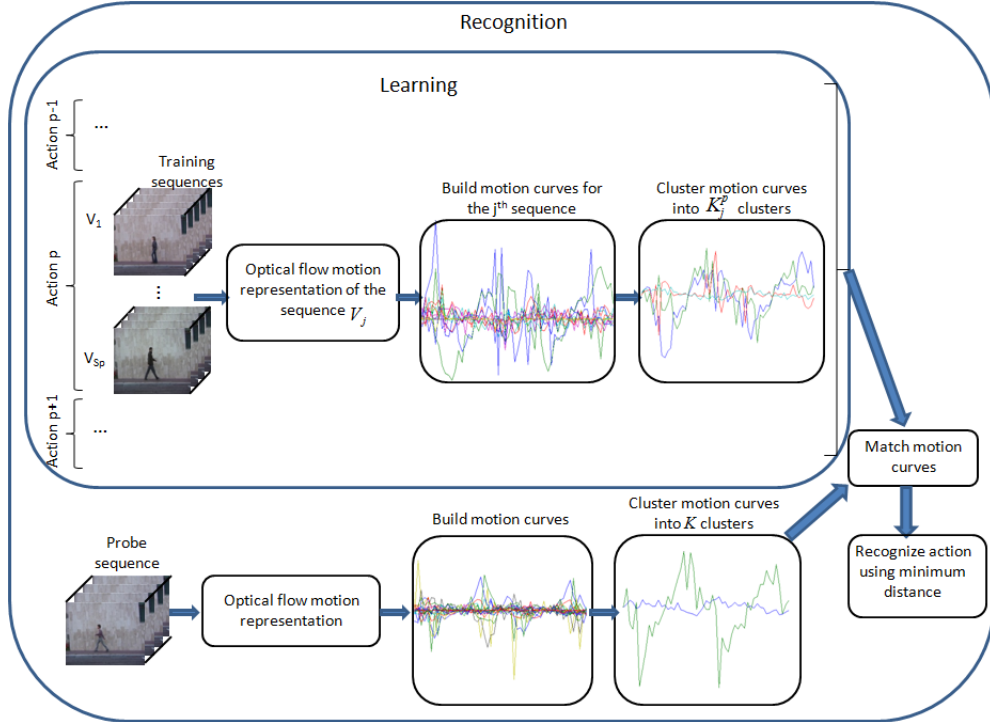 Recognition
Learning
Action p-1
...
Training
sequences
Action p
V1
...
VSp
Optical flow motion
representation of the
sequence Vj
Build motion curves for
the jth sequence
Cluster motion curves
into K_j^p clusters
Action p+1
...
Match motion
curves
Recognize action
using minimum
distance
Probe
sequence
Optical flow motion
representation
Build motion curves
Cluster motion curves
into K clusters